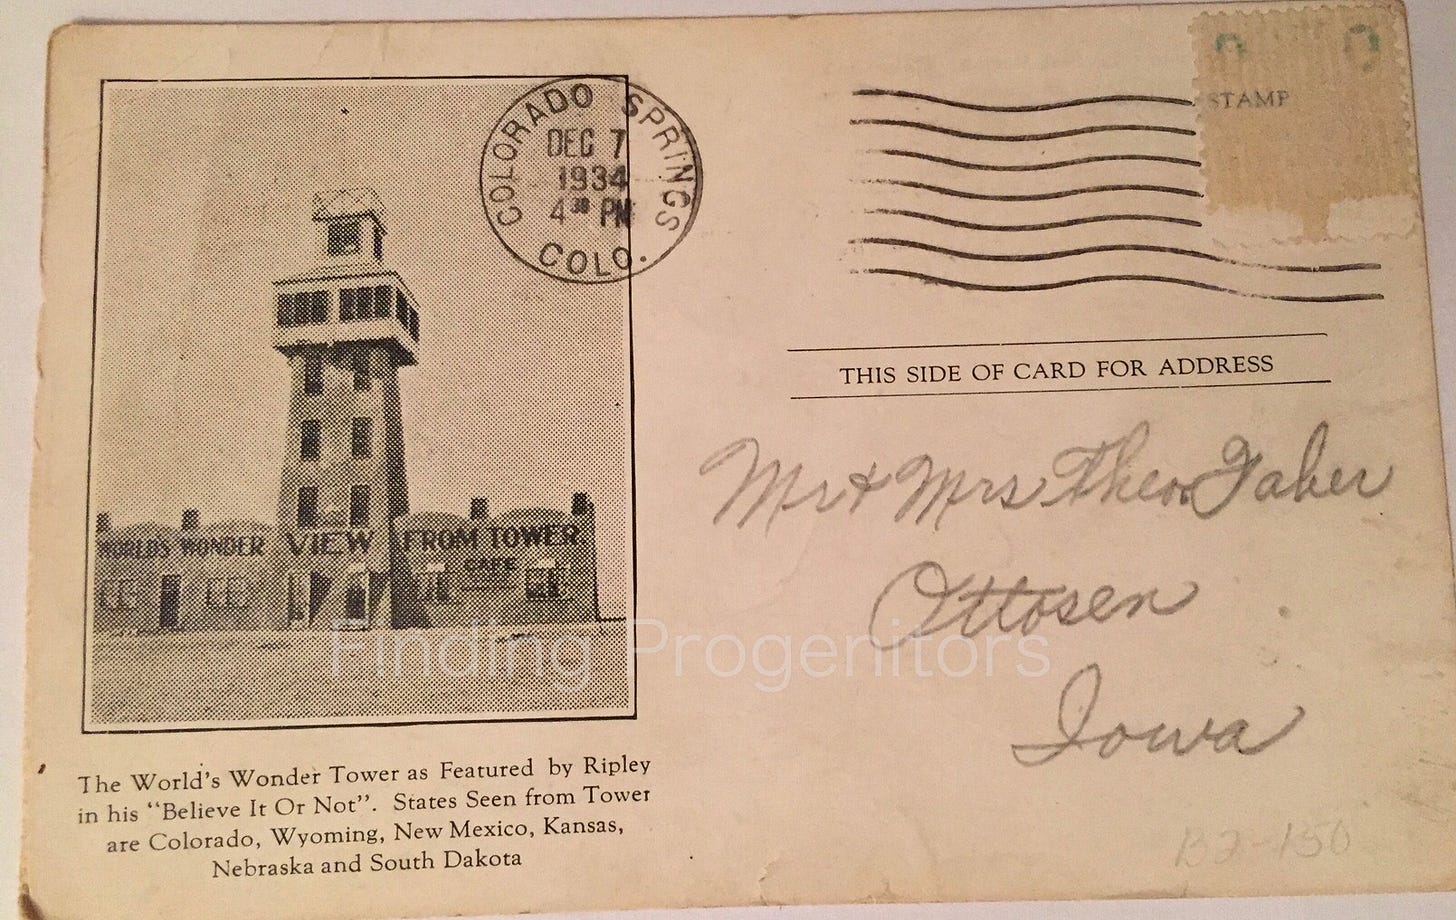 COLORADO SPRINGS
DEC 7
1934
4 30 PM
COLO.
STAMP
THIS SIDE OF CARD FOR ADDRESS
Mr & Mrs Theo Faber
Ottosen
Iowa
WORLD'S WONDER VIEW FROM TOWER
CAFE
Finding Progenitors
The World's Wonder Tower as Featured by Ripley
in his "Believe It Or Not". States Seen from Tower
are Colorado, Wyoming, New Mexico, Kansas,
Nebraska and South Dakota
B2-150